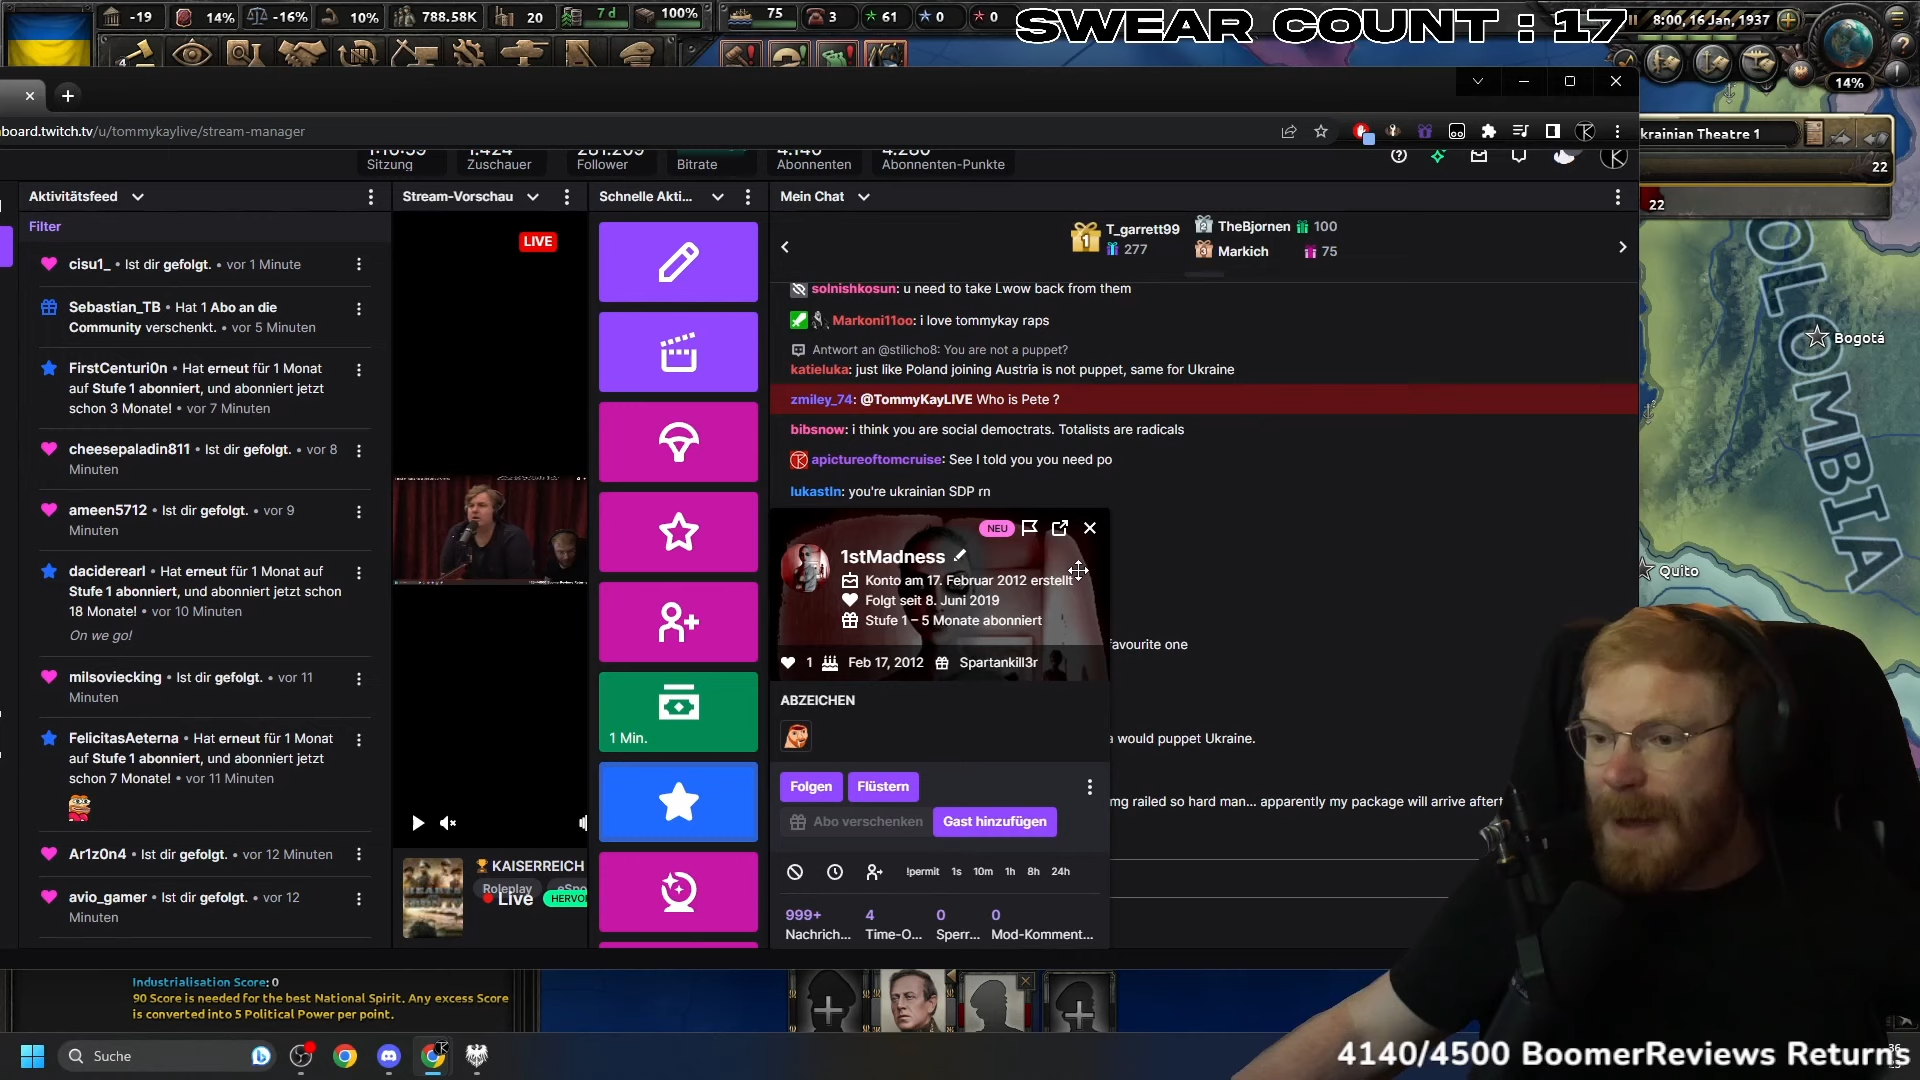 -19 14% -16% 10% 788.58K 20 7 d 100% 75 3 61 0 0
SWEAR COUNT : 17
8:00, 16 Jan, 1937
14%
board.twitch.tv/u/tommykaylive/stream-manager
krainian Theatre 1
22
22
Sitzung
1.424
Zuschauer
281.209
Follower
Bitrate
4.140
Abonnenten
4.280
Abonnenten-Punkte
Aktivitätsfeed
Stream-Vorschau
Schnelle Akti...
Mein Chat
Filter
cisu1_ • Ist dir gefolgt. • vor 1 Minute
Sebastian_TB • Hat 1 Abo an die
Community verschenkt. • vor 5 Minuten
FirstCenturi0n • Hat erneut für 1 Monat
auf Stufe 1 abonniert, und abonniert jetzt
schon 3 Monate! • vor 7 Minuten
cheesepaladin811 • Ist dir gefolgt. • vor 8
Minuten
ameen5712 • Ist dir gefolgt. • vor 9
Minuten
daciderearl • Hat erneut für 1 Monat auf
Stufe 1 abonniert, und abonniert jetzt schon
18 Monate! • vor 10 Minuten
On we go!
milsoviecking • Ist dir gefolgt. • vor 11
Minuten
FelicitasAeterna • Hat erneut für 1 Monat
auf Stufe 1 abonniert, und abonniert jetzt
schon 7 Monate! • vor 11 Minuten
Ar1z0n4 • Ist dir gefolgt. • vor 12 Minuten
avio_gamer • Ist dir gefolgt. • vor 12
Minuten
LIVE
KAISERREICH
Roleplay
Live
1 Min.
1 T_garrett99
277
TheBjornen 100
Markich 75
solnishkosun: u need to take Lwow back from them
Markoni11oo: i love tommykay raps
Antwort an @stilicho8: You are not a puppet?
katieluka: just like Poland joining Austria is not puppet, same for Ukraine
zmiley_74: @TommyKayLIVE Who is Pete ?
bibsnow: i think you are social democtrats. Totalists are radicals
apictureoftomcruise: See I told you you need po
lukastln: you're ukrainian SDP rn
NEU
1stMadness
Konto am 17. Februar 2012 erstellt
Folgt seit 8. Juni 2019
Stufe 1 – 5 Monate abonniert
1 Feb 17, 2012 Spartankill3r
favourite one
ABZEICHEN
a would puppet Ukraine.
Folgen
Flüstern
mg railed so hard man... apparently my package will arrive after
Abo verschenken
Gast hinzufügen
!permit 1s 10m 1h 8h 24h
999+
Nachrich...
4
Time-O...
0
Sperr...
0
Mod-Komment...
COLOMBIA
Bogotá
Quito
Industrialisation Score: 0
90 Score is needed for the best National Spirit. Any excess Score
is converted into 5 Political Power per point.
Suche
4140/4500 BoomerReviews Returns